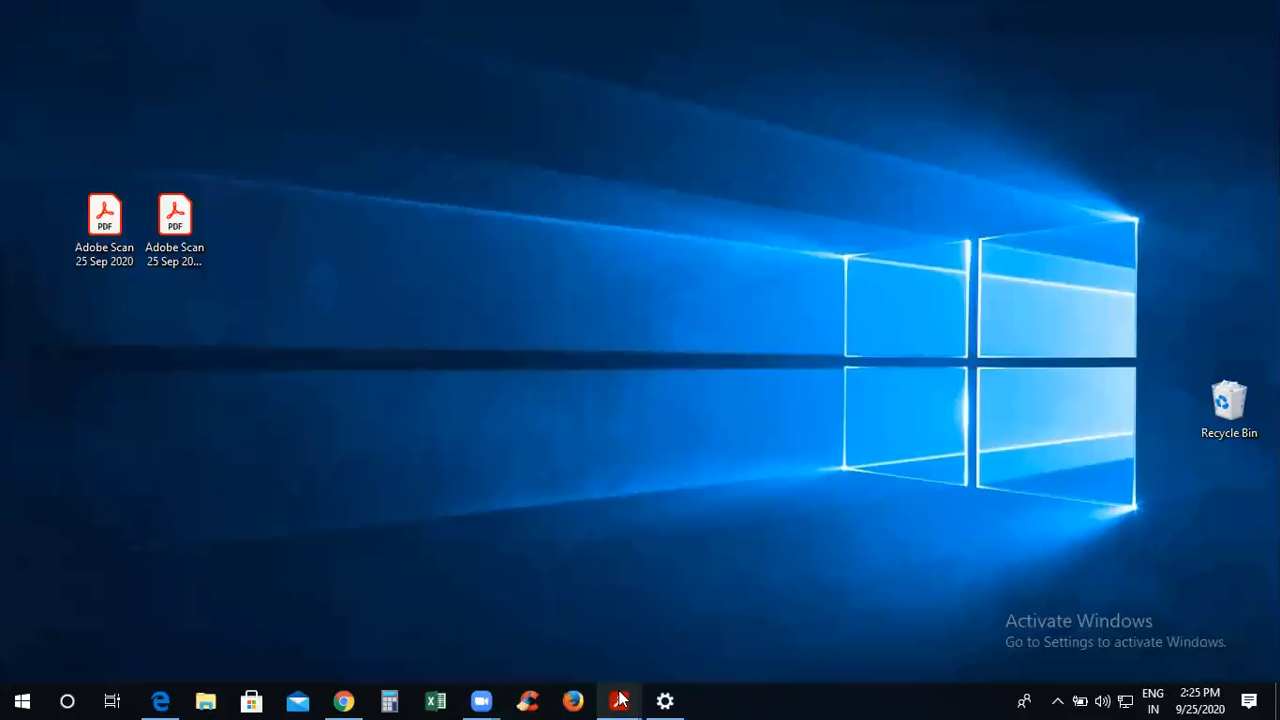 PDF
PDF
Adobe Scan
25 Sep 2020
Adobe Scan
25 Sep 20...
Recycle Bin
Activate Windows
Go to Settings to activate Windows.
ENG
IN
2:25 PM
9/25/2020